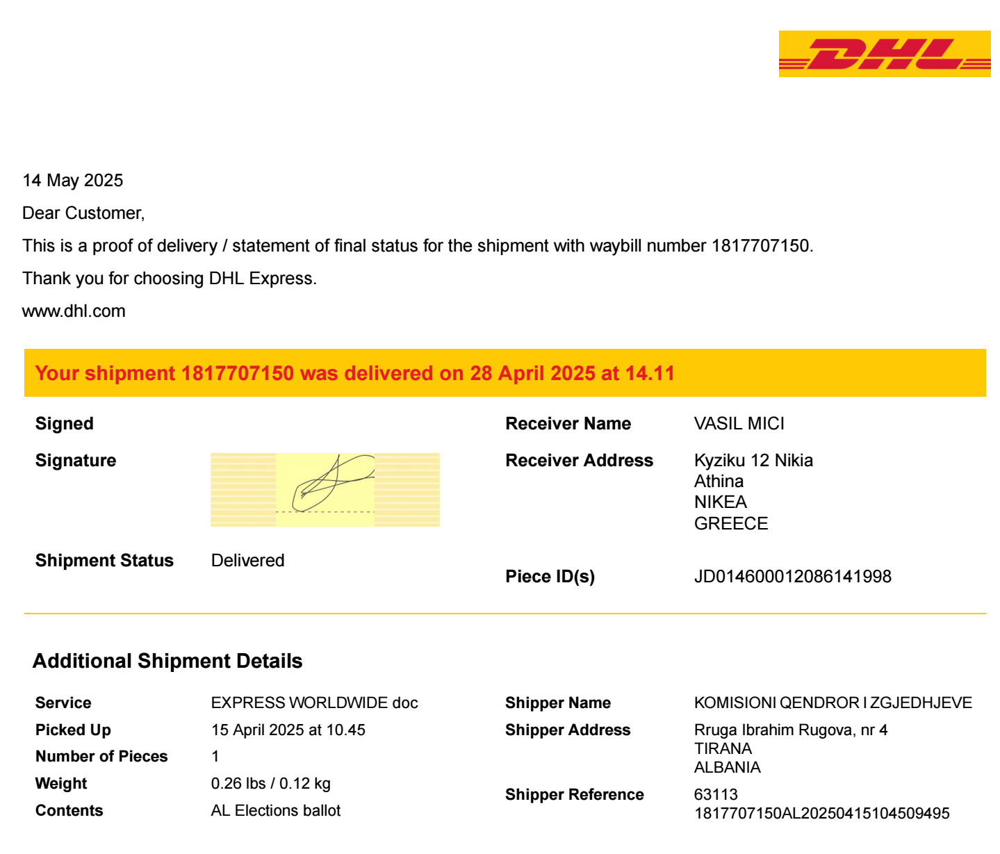 DHL
14 May 2025
Dear Customer,
This is a proof of delivery / statement of final status for the shipment with waybill number 1817707150.
Thank you for choosing DHL Express.
www.dhl.com
Your shipment 1817707150 was delivered on 28 April 2025 at 14.11
Signed
Signature
Shipment Status Delivered
Receiver Name VASIL MICI
Receiver Address Kyziku 12 Nikia
Athina
NIKEA
GREECE
Piece ID(s) JD014600012086141998
Additional Shipment Details
Service EXPRESS WORLDWIDE doc
Picked Up 15 April 2025 at 10.45
Number of Pieces 1
Weight 0.26 lbs / 0.12 kg
Contents AL Elections ballot
Shipper Name KOMISIONI QENDROR I ZGJEDHJEVE
Shipper Address Rruga Ibrahim Rugova, nr 4
TIRANA
ALBANIA
Shipper Reference 63113
1817707150AL20250415104509495